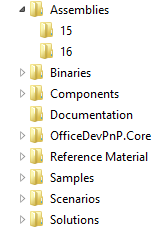 Assemblies
15
16
Binaries
Components
Documentation
OfficeDevPnP.Core
Reference Material
Samples
Scenarios
Solutions